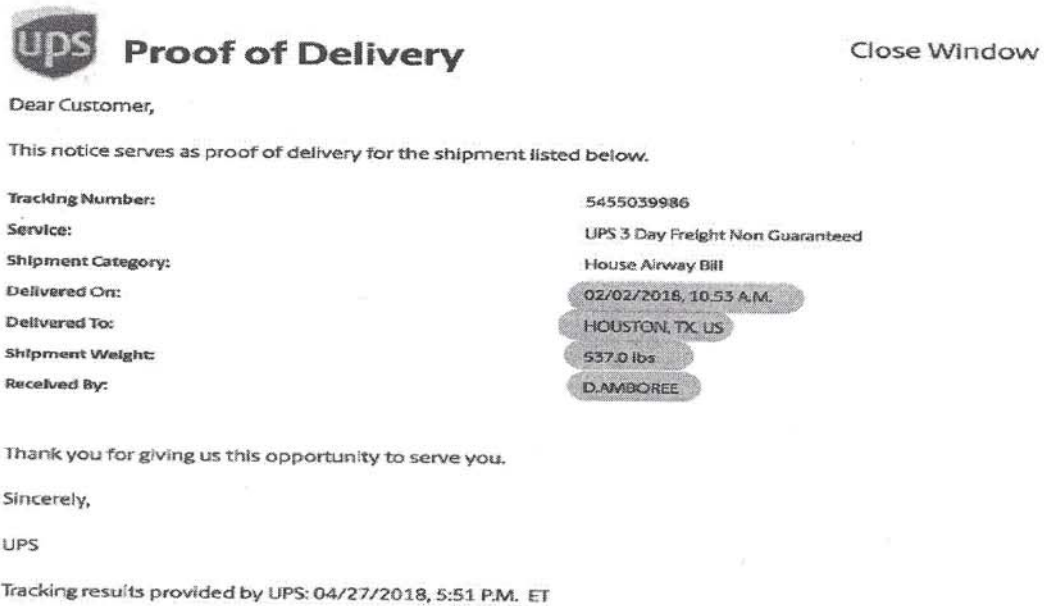 ups Proof of Delivery Close Window
Dear Customer,
This notice serves as proof of delivery for the shipment listed below.
Tracking Number: 5455039986
Service: UPS 3 Day Freight Non Guaranteed
Shipment Category: House Airway Bill
Delivered On: 02/02/2018, 10.53 A.M.
Delivered To: HOUSTON, TX, US
Shipment Weight: 537.0 lbs
Received By: D.AMBOREE
Thank you for giving us this opportunity to serve you.
Sincerely,
UPS
Tracking results provided by UPS: 04/27/2018, 5:51 P.M. ET